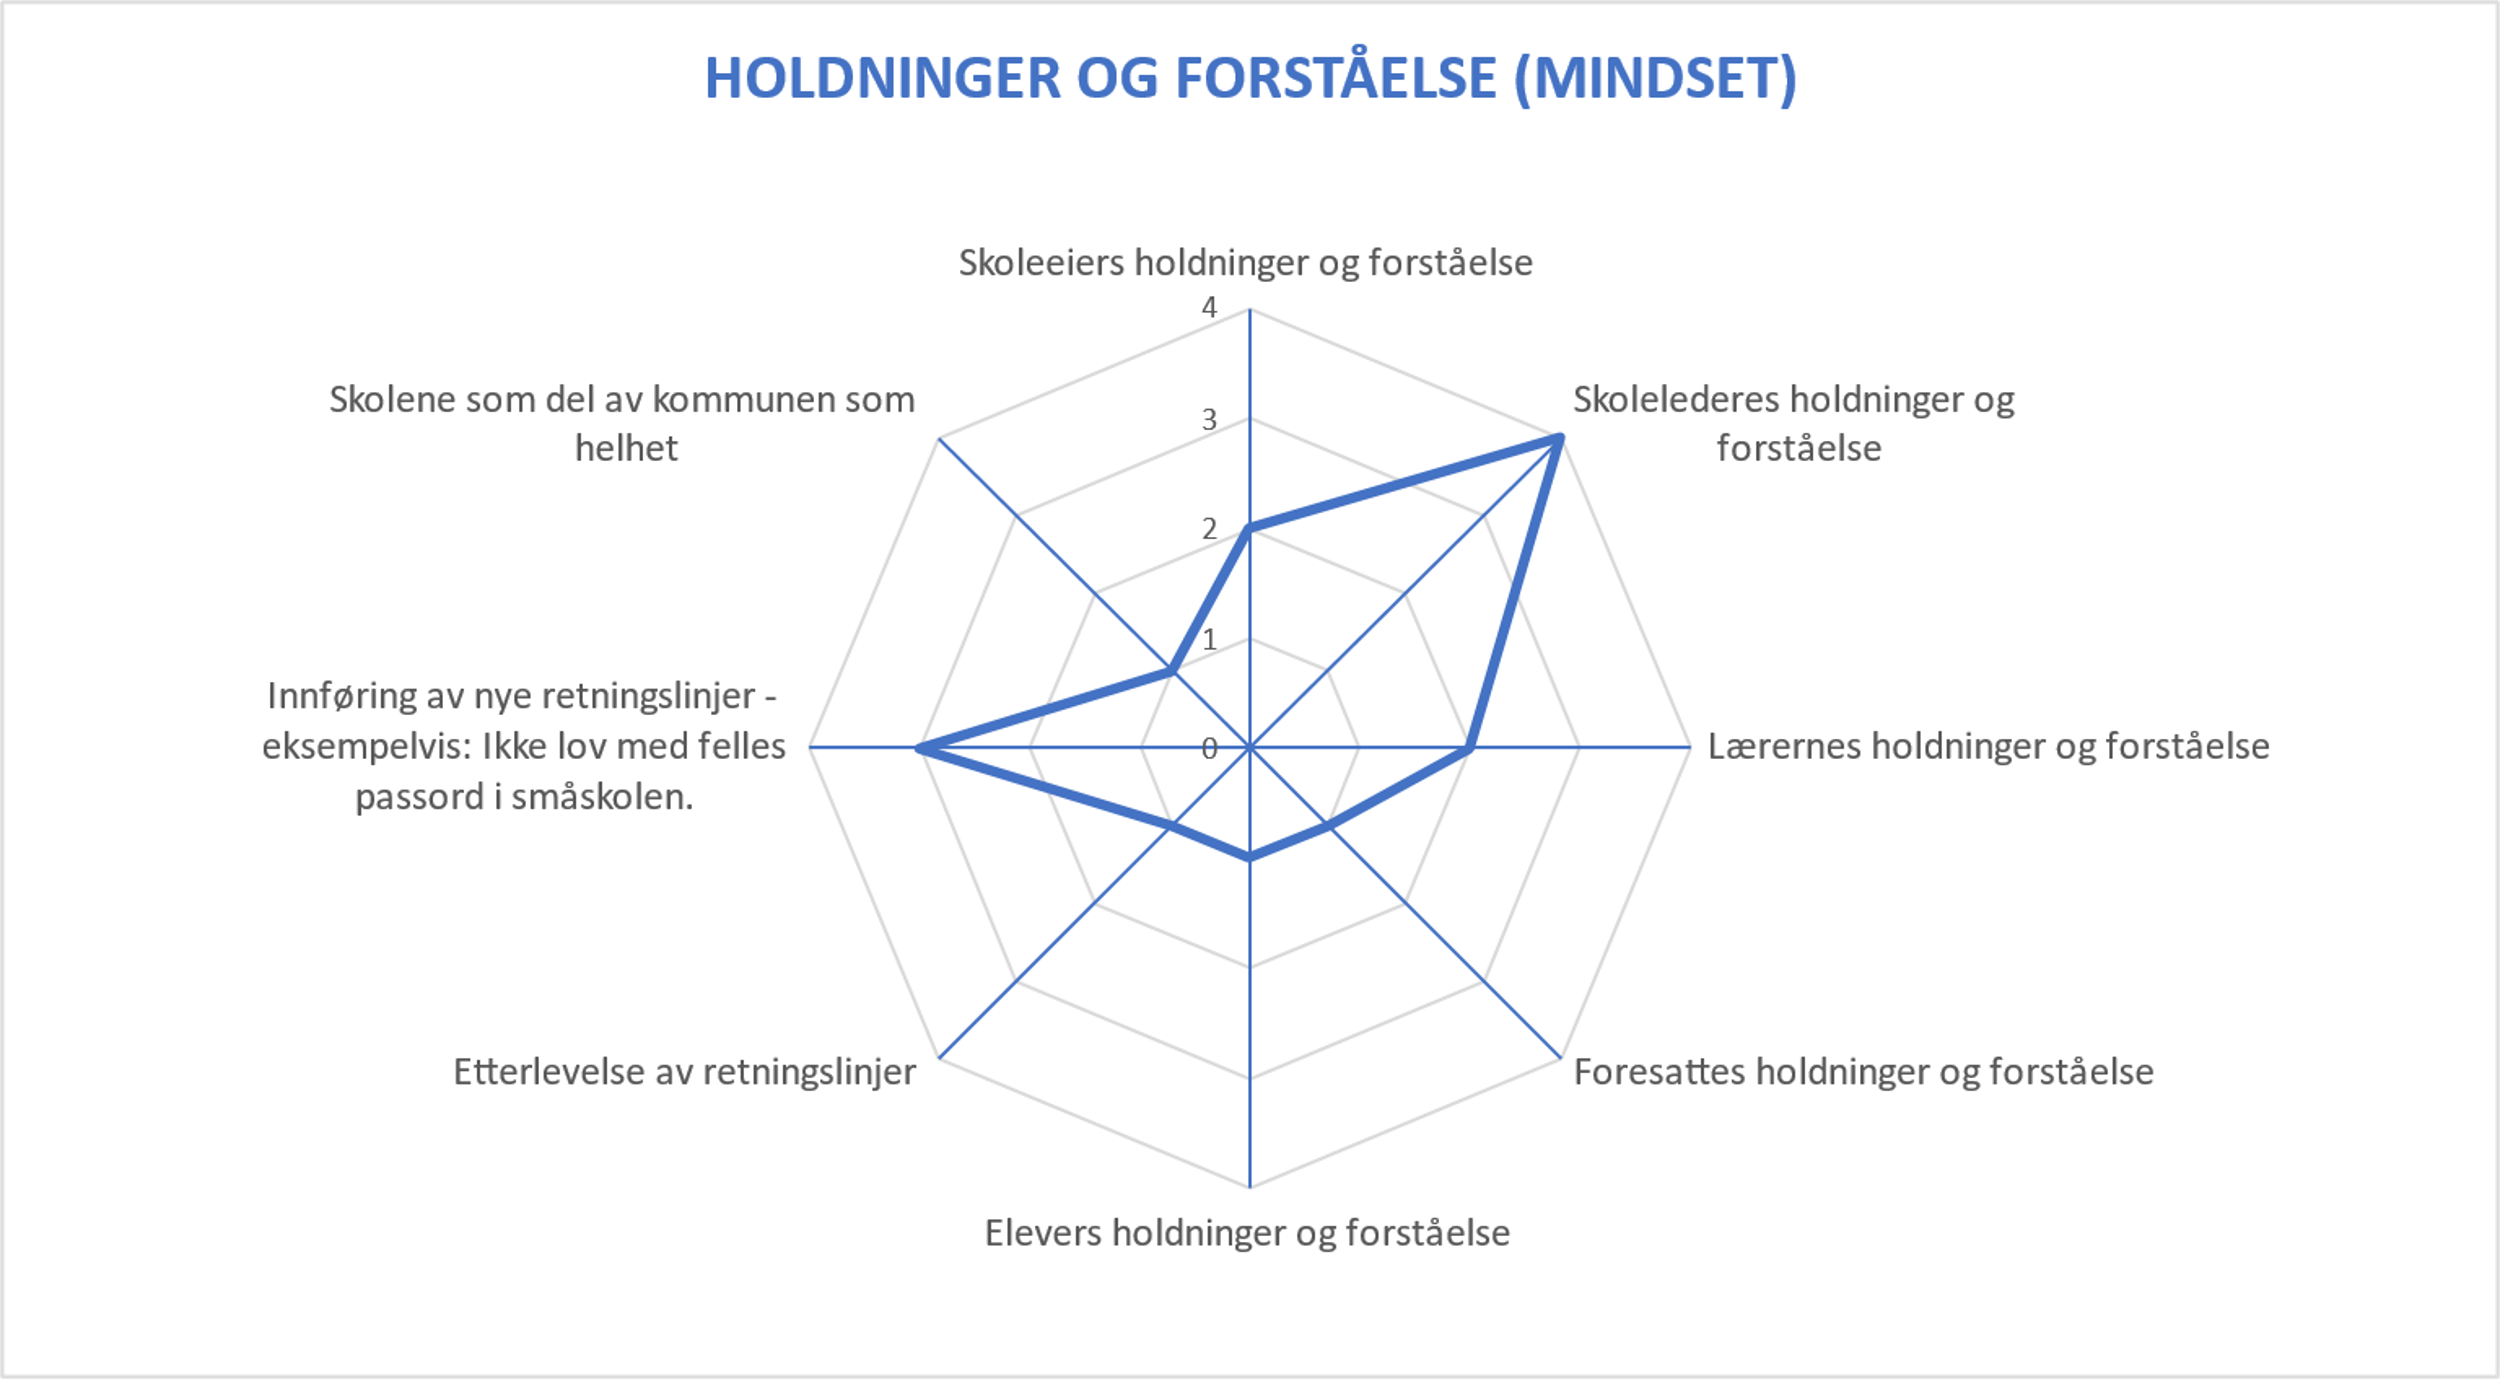 HOLDNINGER OG FORSTÅELSE (MINDSET)
Skoleeiers holdninger og forståelse
4
Skolelederes holdninger og
forståelse
Skolene som del av kommunen som
helhet
3
2
1
Innføring av nye retningslinjer -
eksempelvis: Ikke lov med felles
passord i småskolen.
0
Lærernes holdninger og forståelse
Etterlevelse av retningslinjer
Foresattes holdninger og forståelse
Elevers holdninger og forståelse